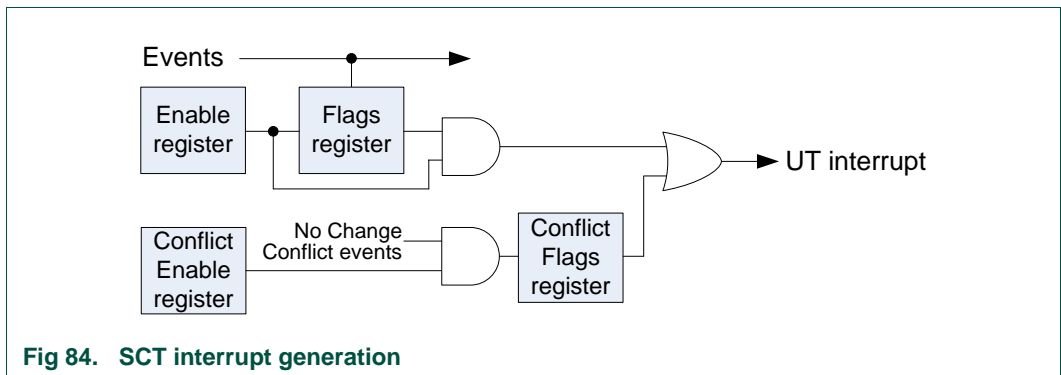 Events
Enable
register
Flags
register
UT interrupt
No Change
Conflict events
Conflict
Enable
register
Conflict
Flags
register
Fig 84. SCT interrupt generation